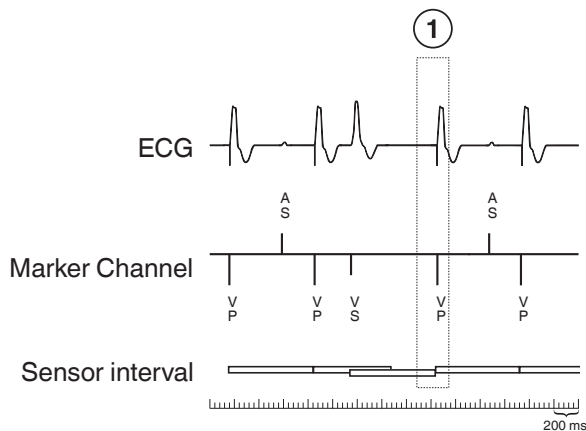 1
ECG
A
S
A
S
Marker Channel
V
P
V
P
V
S
V
P
V
P
Sensor interval
200 ms